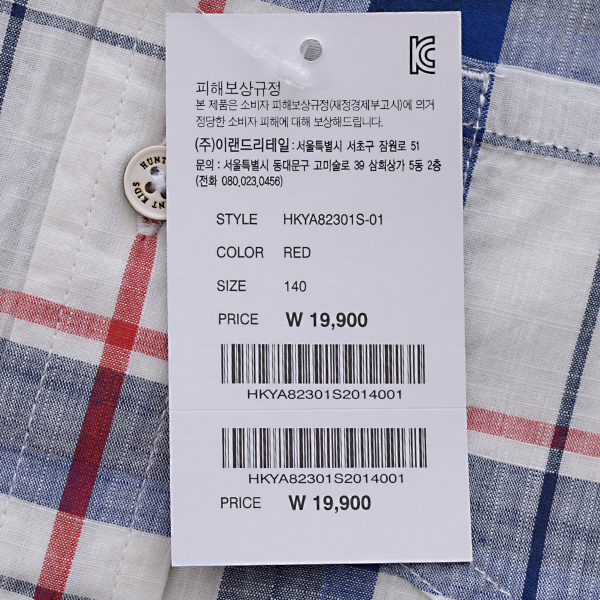 피해보상규정
본 제품은 소비자 피해보상규정(재정경제부고시)에 의거
정당한 소비자 피해에 대해 보상해드립니다.
(주)이랜드리테일 : 서울특별시 서초구 잠원로 51
문의 : 서울특별시 동대문구 고미술로 39 삼희상가 5동 2층
(전화 080,023,0456)
STYLE HKYA82301S-01
COLOR RED
SIZE 140
PRICE W 19,900
HKYA82301S2014001
HKYA82301S2014001
PRICE W 19,900
KC
KIDS